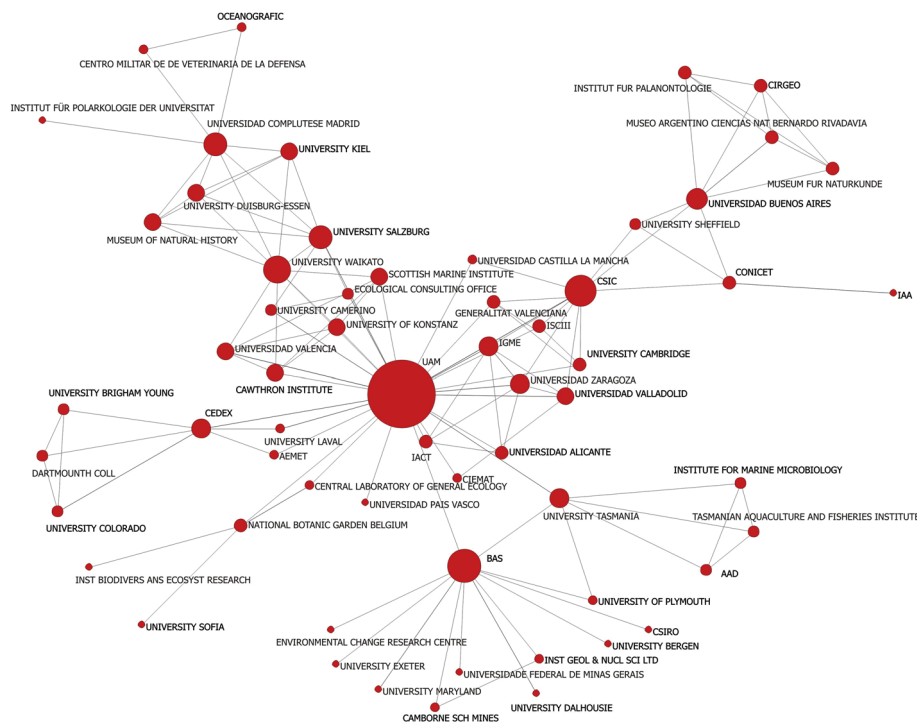 OCEANOGRAFIC
CENTRO MILITAR DE DE VETERINARIA DE LA DEFENSA
INSTITUT FÜR POLARKOLOGIE DER UNIVERSITAT
UNIVERSIDAD COMPLUTESE MADRID
UNIVERSITY KIEL
UNIVERSITY DUISBURG-ESSEN
MUSEUM OF NATURAL HISTORY
UNIVERSITY SALZBURG
UNIVERSITY WAIKATO
SCOTTISH MARINE INSTITUTE
ECOLOGICAL CONSULTING OFFICE
UNIVERSITY CAMERINO
UNIVERSITY OF KONSTANZ
UNIVERSIDAD VALENCIA
CAWTHRON INSTITUTE
INSTITUT FUR PALANONTOLOGIE
CIRGEO
MUSEO ARGENTINO CIENCIAS NAT BERNARDO RIVADAVIA
MUSEUM FUR NATURKUNDE
UNIVERSIDAD BUENOS AIRES
UNIVERSITY SHEFFIELD
UNIVERSIDAD CASTILLA LA MANCHA
CSIC
CONICET
IAA
GENERALITAT VALENCIANA
ISCIII
IGME
UAM
UNIVERSITY CAMBRIDGE
UNIVERSIDAD ZARAGOZA
UNIVERSIDAD VALLADOLID
UNIVERSITY BRIGHAM YOUNG
CEDEX
UNIVERSITY LAVAL
AEMET
IACT
UNIVERSIDAD ALICANTE
DARTMOUNTH COLL
CIEMAT
CENTRAL LABORATORY OF GENERAL ECOLOGY
UNIVERSIDAD PAIS VASCO
INSTITUTE FOR MARINE MICROBIOLOGY
UNIVERSITY TASMANIA
TASMANIAN AQUACULTURE AND FISHERIES INSTITUTE
UNIVERSITY COLORADO
NATIONAL BOTANIC GARDEN BELGIUM
BAS
AAD
INST BIODIVERS ANS ECOSYST RESEARCH
UNIVERSITY OF PLYMOUTH
UNIVERSITY SOFIA
CSIRO
ENVIRONMENTAL CHANGE RESEARCH CENTRE
UNIVERSITY BERGEN
INST GEOL & NUCL SCI LTD
UNIVERSITY EXETER
UNIVERSIDADE FEDERAL DE MINAS GERAIS
UNIVERSITY MARYLAND
UNIVERSITY DALHOUSIE
CAMBORNE SCH MINES